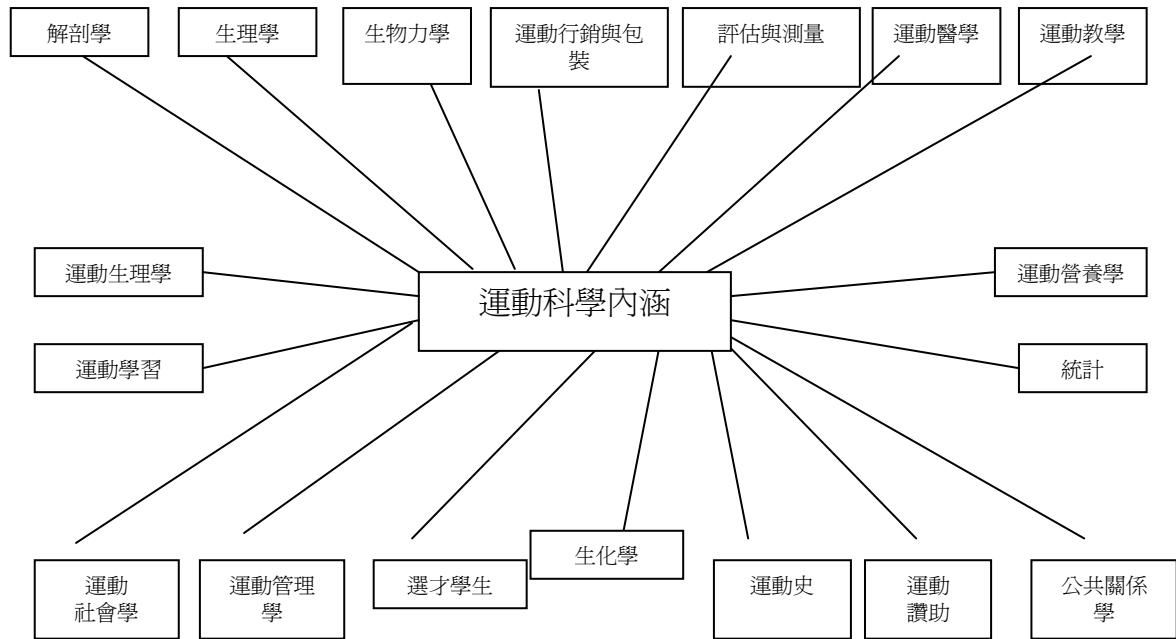 解剖學
生理學
生物力學
運動行銷與包
裝
評估與測量
運動醫學
運動教學
運動生理學
運動科學內涵
運動營養學
運動學習
統計
運動
社會學
運動管理
學
選才學生
生化學
運動史
運動
讚助
公共關係
學